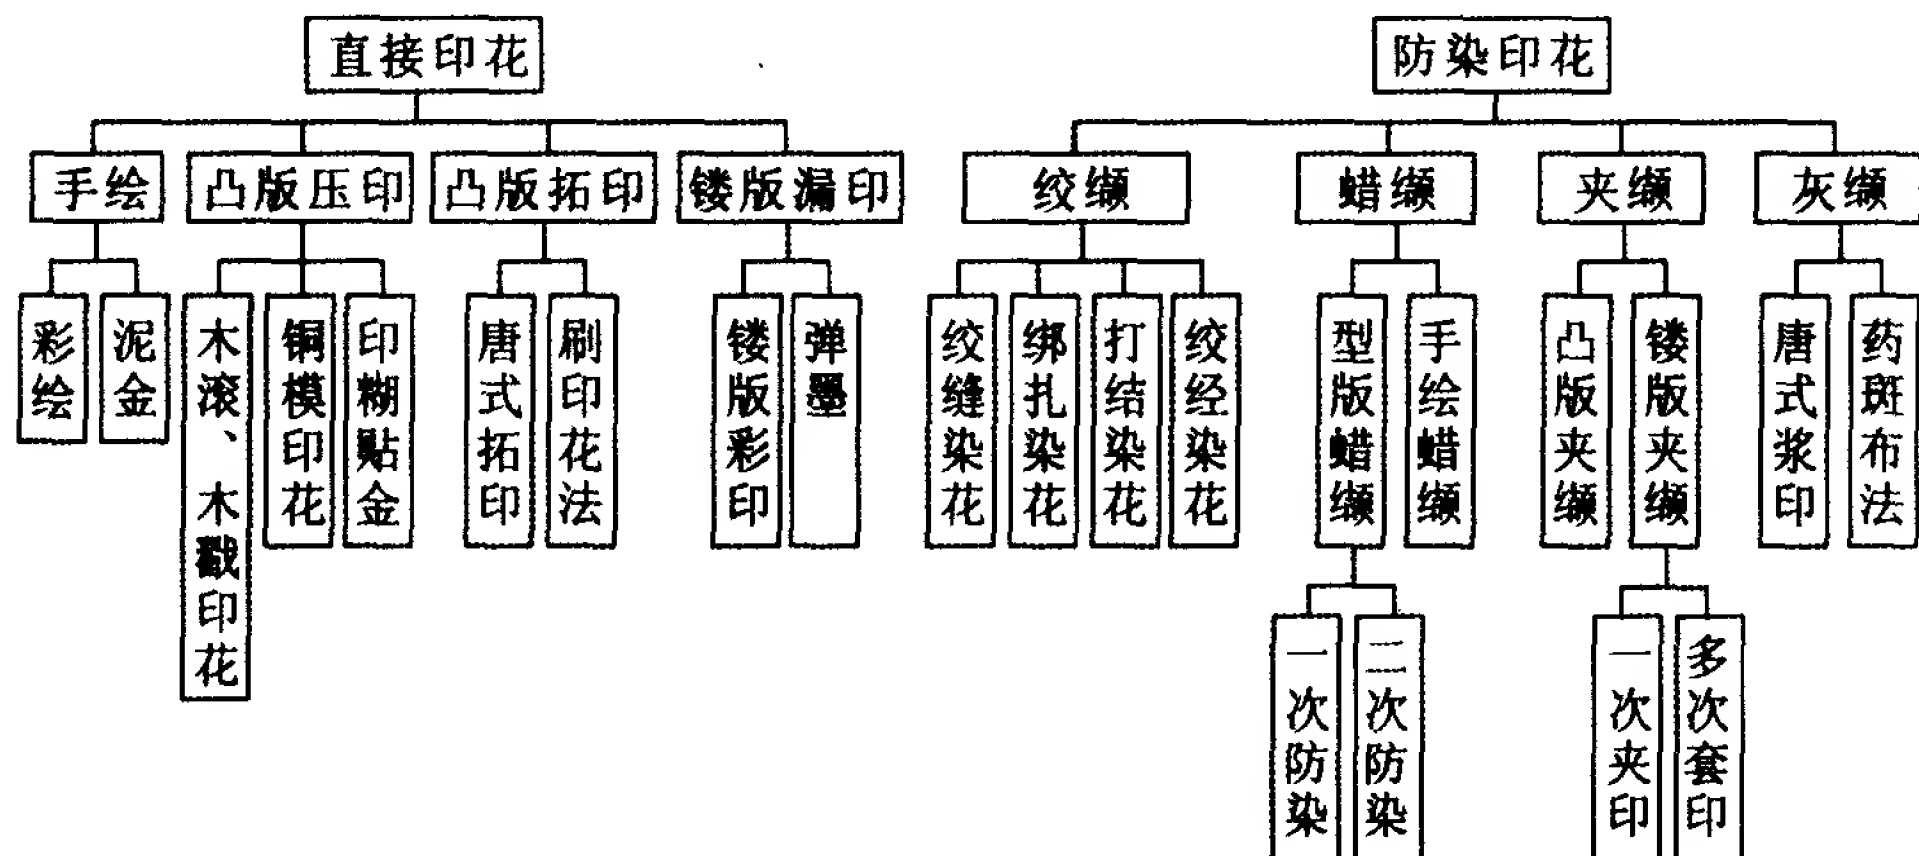 直接印花
防染印花
手绘
凸版压印
凸版拓印
镂版漏印
绞缬
蜡缬
夹缬
灰缬
彩绘
泥金
木滚、木戳印花
铜模印花
印糊贴金
唐式拓印
刷印花法
镂版彩印
弹墨
绞缝染花
绑扎染花
打结染花
绞经染花
型版蜡缬
手绘蜡缬
凸版夹缬
镂版夹缬
唐式浆印
药斑布法
一次防染
二次防染
一次夹印
多次套印